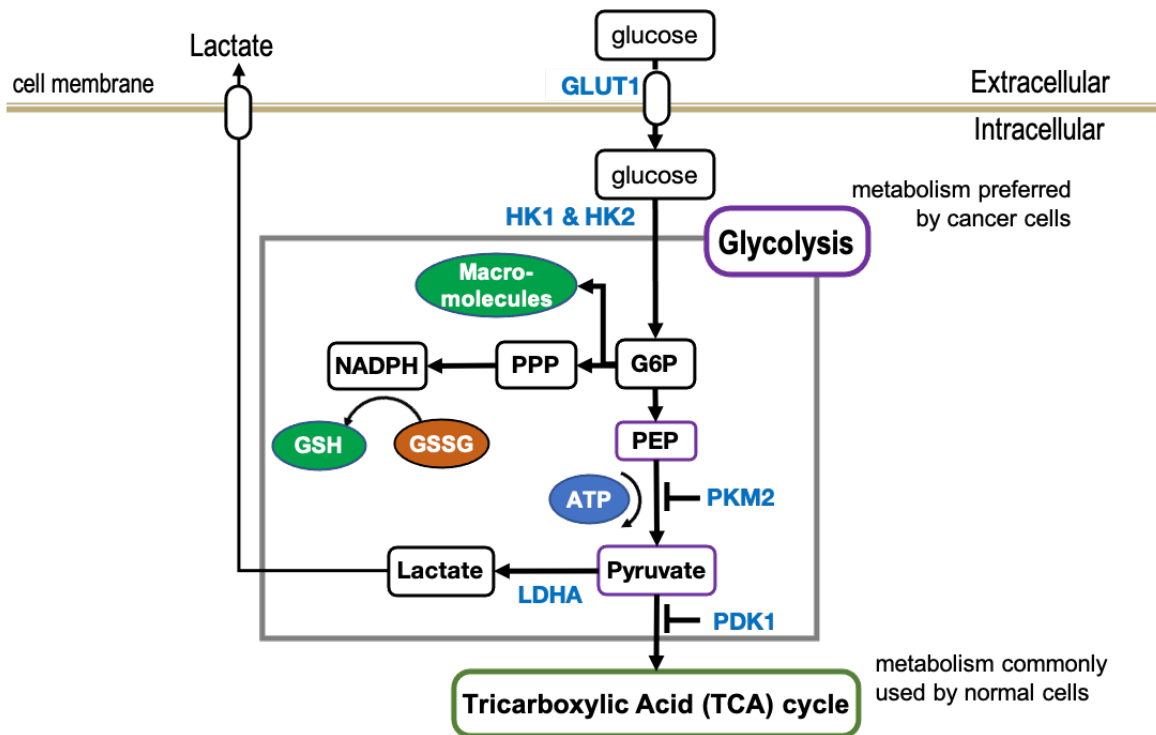 glucose
Lactate
cell membrane
GLUT1
Extracellular
Intracellular
glucose
metabolism preferred
by cancer cells
HK1 & HK2
Glycolysis
Macro-
molecules
NADPH
PPP
G6P
GSH
GSSG
PEP
ATP
PKM2
Lactate
Pyruvate
LDHA
PDK1
metabolism commonly
used by normal cells
Tricarboxylic Acid (TCA) cycle